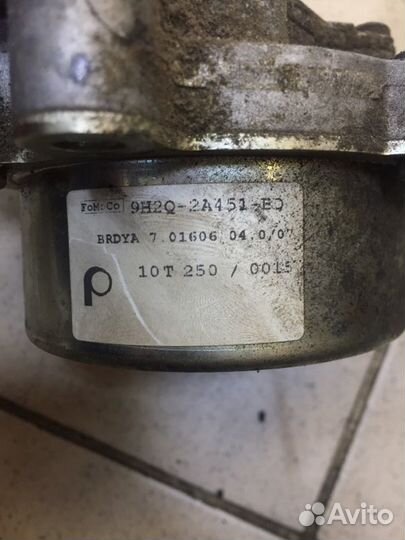 FoMoCo 9H2Q-2A451-BD
BRDYA 7.01606 04.0/07
10T 250 / 0015
Avito